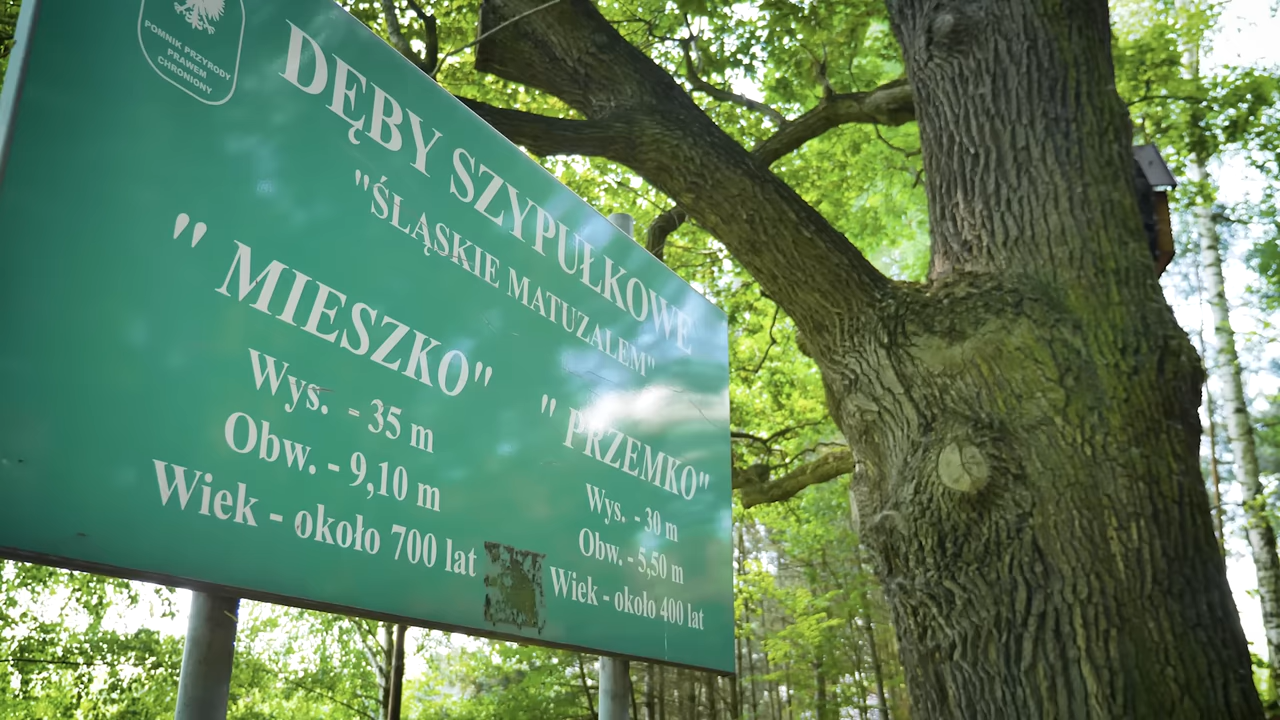 POMNIK PRZYRODY
PRAWEM
CHRONIONY
DĘBY SZYPUŁKOWE
"ŚLĄSKIE MATUZALEM"
" MIESZKO"
Wys. - 35 m
Obw. - 9,10 m
Wiek - około 700 lat
" PRZEMKO"
Wys. - 30 m
Obw. - 5,50 m
Wiek - około 400 lat